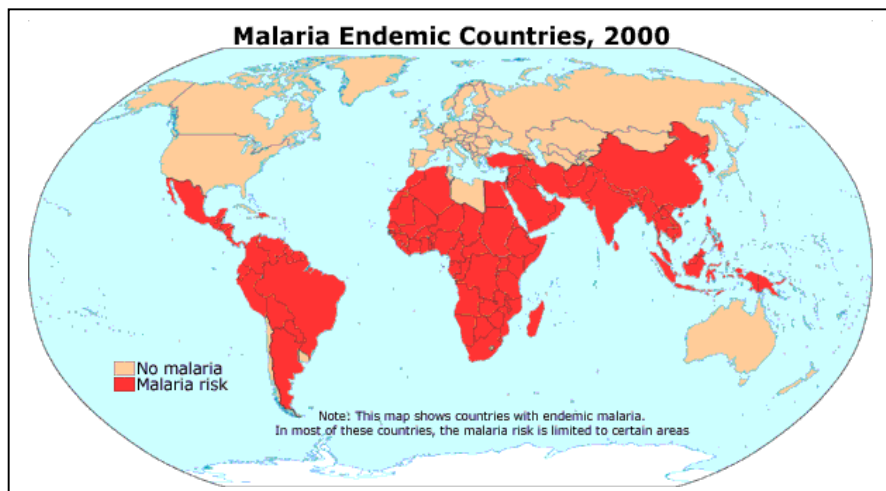 Malaria Endemic Countries, 2000
No malaria
Malaria risk
Note: This map shows countries with endemic malaria.
In most of these countries, the malaria risk is limited to certain areas